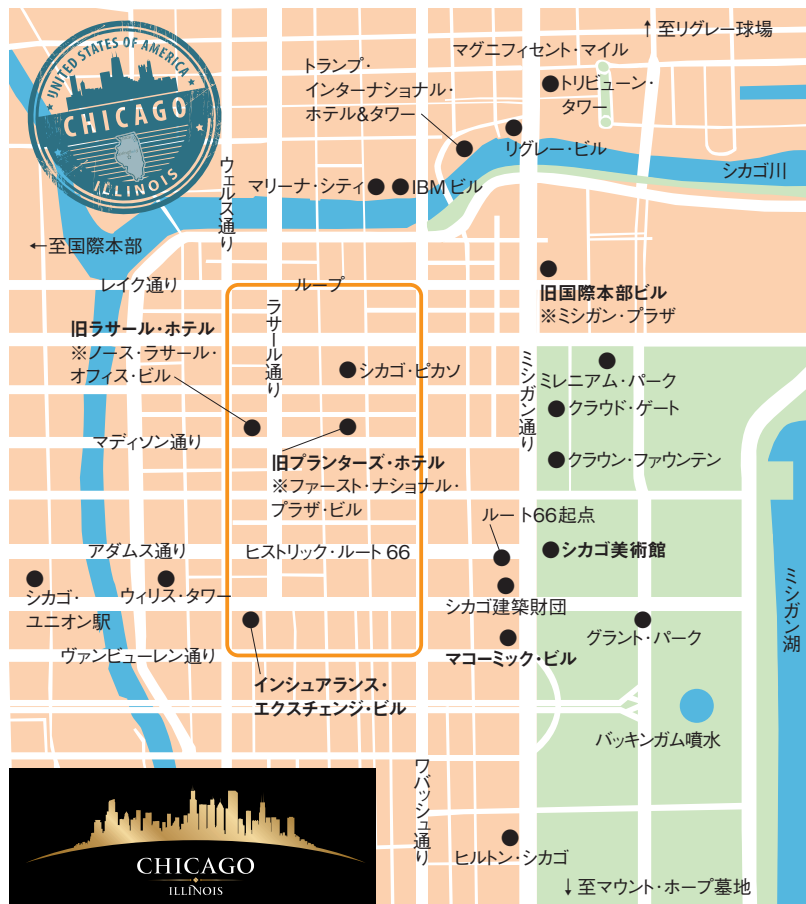 UNITED STATES OF AMERICA
CHICAGO
ILLINOIS
↑至リグレー球場
マグニフィセント・マイル
トランプ・
インターナショナル・
ホテル&タワー
トリビューン・
タワー
リグレー・ビル
シカゴ川
マリーナ・シティ
IBMビル
ウェルス通り
←至国際本部
レイク通り
ループ
旧国際本部ビル
※ミシガン・プラザ
旧ラサール・ホテル
※ノース・ラサール・
オフィス・ビル
ラサール通り
シカゴ・ピカソ
ミシガン通り
ミレニアム・パーク
クラウド・ゲート
マディソン通り
クラウン・ファウンテン
旧プランターズ・ホテル
※ファースト・ナショナル・
プラザ・ビル
ルート66起点
アダムス通り
ヒストリック・ルート 66
シカゴ美術館
シカゴ・
ユニオン駅
ウィリス・タワー
シカゴ建築財団
グラント・パーク
ミシガン湖
ヴァンビューレン通り
マコーミック・ビル
インシュアランス・
エクスチェンジ・ビル
バッキンガム噴水
ワバッシュ通り
ヒルトン・シカゴ
↓至マウント・ホープ墓地
CHICAGO
ILLINOIS